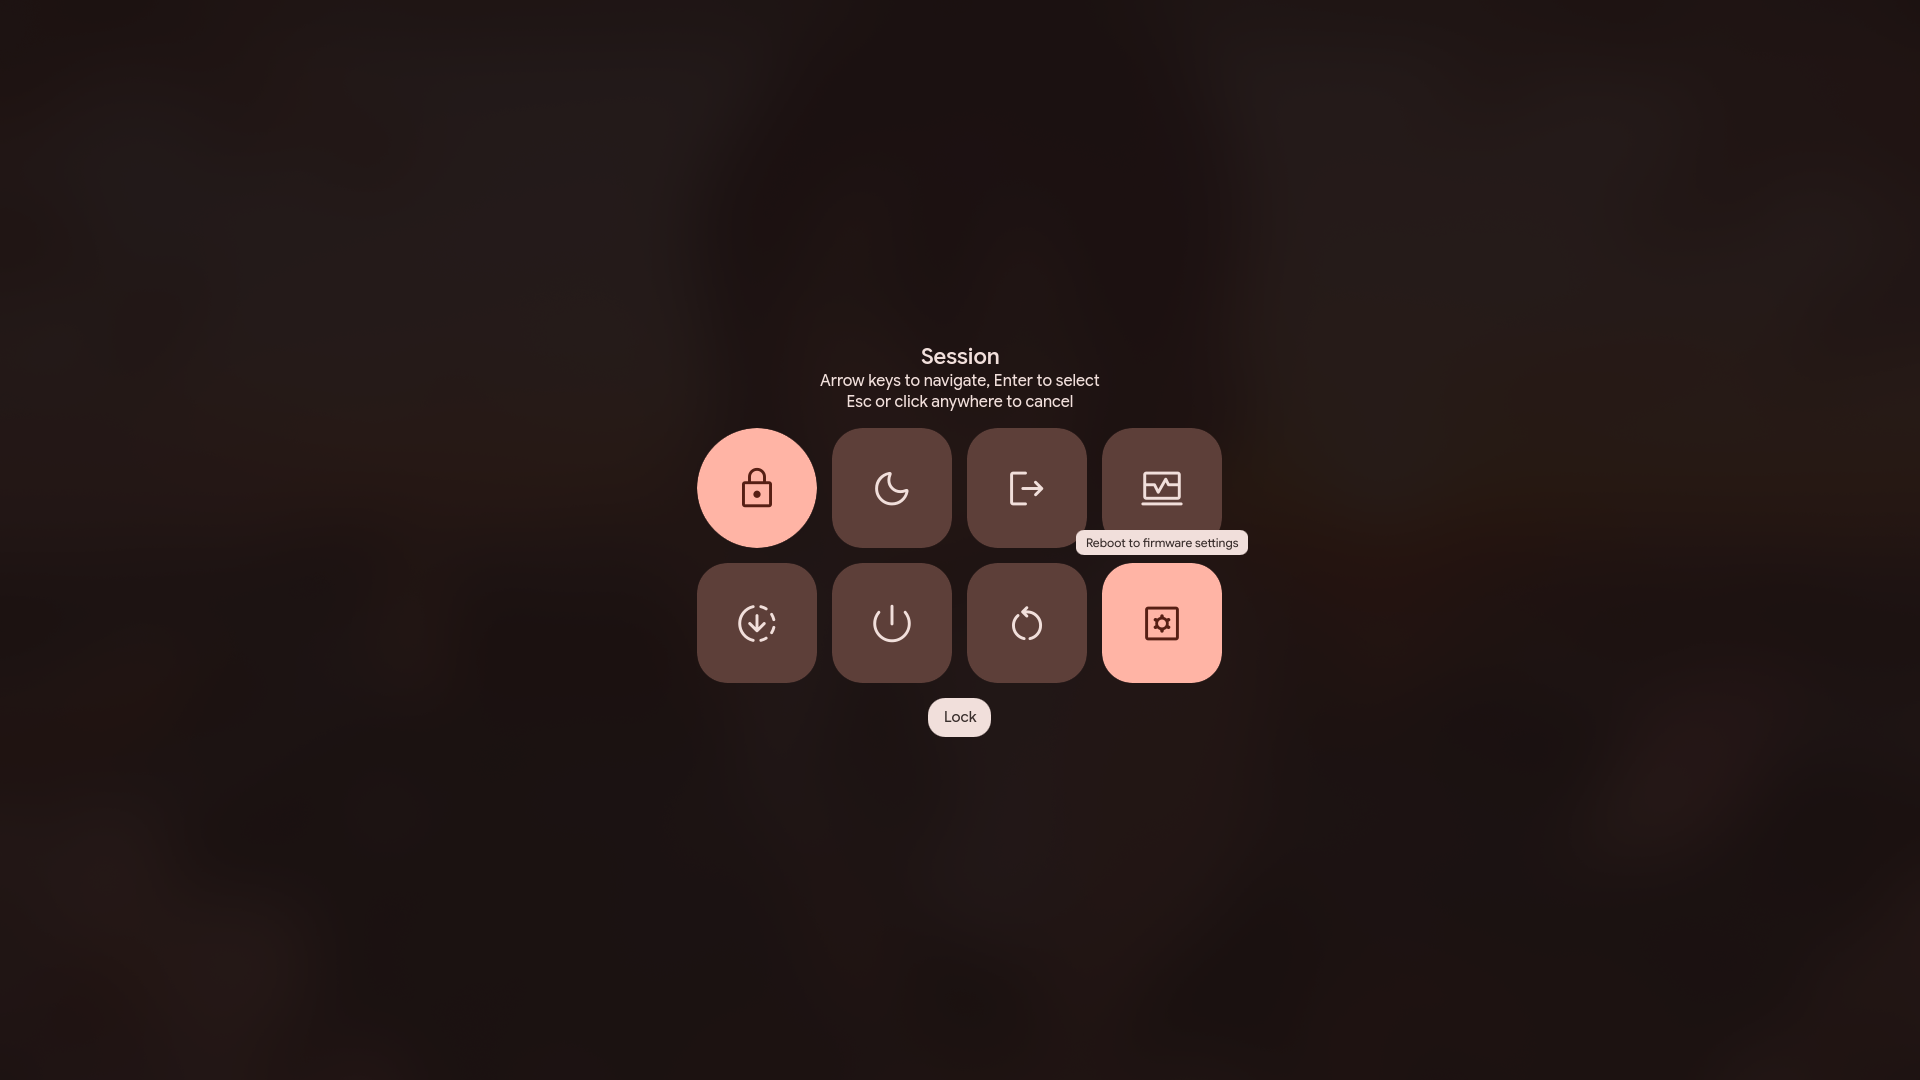 Session
Arrow keys to navigate, Enter to select
Esc or click anywhere to cancel
Reboot to firmware settings
Lock